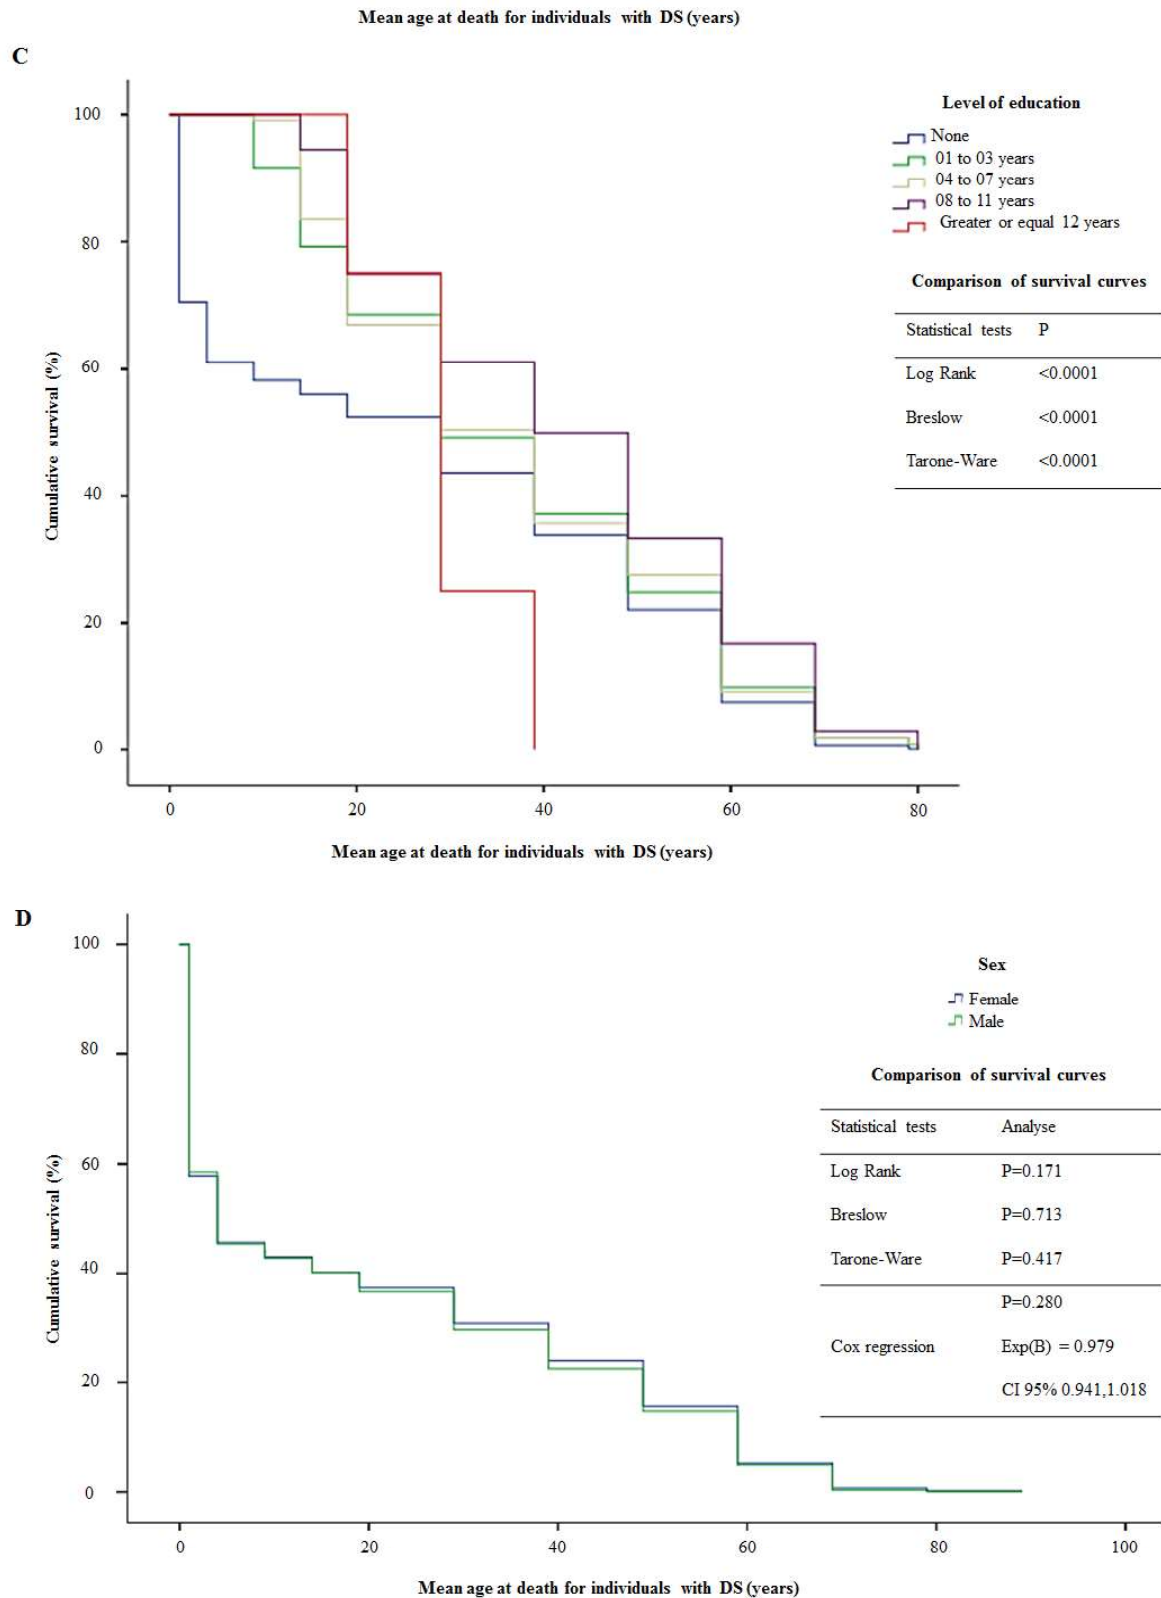 Mean age at death for individuals with DS (years)
C
Level of education
None
01 to 03 years
04 to 07 years
08 to 11 years
Greater or equal 12 years
Comparison of survival curves
Statistical tests P
Log Rank <0.0001
Breslow <0.0001
Tarone-Ware <0.0001
Cumulative survival (%)
100
80
60
40
20
0
0 20 40 60 80
Mean age at death for individuals with DS (years)
D
Sex
Female
Male
Comparison of survival curves
Statistical tests Analyse
Log Rank P=0.171
Breslow P=0.713
Tarone-Ware P=0.417
P=0.280
Cox regression Exp(B) = 0.979
CI 95% 0.941,1.018
Cumulative survival (%)
100
80
60
40
20
0
0 20 40 60 80 100
Mean age at death for individuals with DS (years)